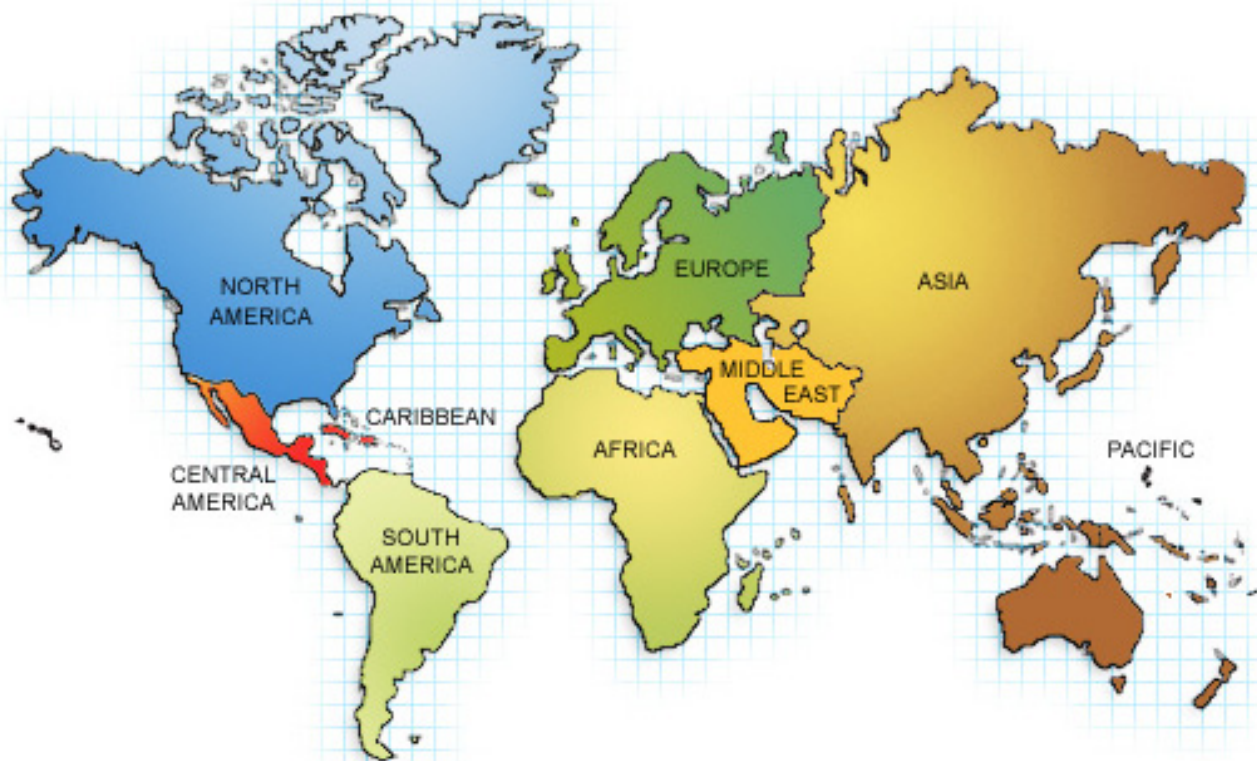 NORTH
AMERICA
EUROPE
ASIA
MIDDLE
EAST
CARIBBEAN
AFRICA
PACIFIC
CENTRAL
AMERICA
SOUTH
AMERICA